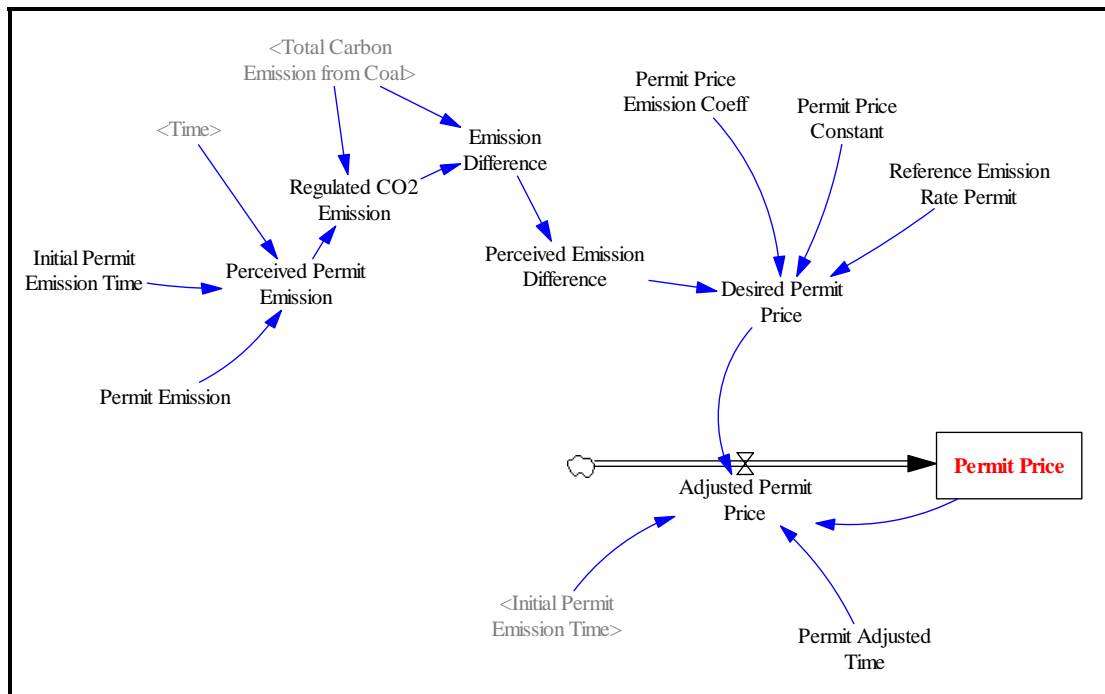 <Total Carbon
Emission from Coal>
Permit Price
Emission Coeff
Permit Price
Constant
<Time>
Emission
Difference
Reference Emission
Rate Permit
Regulated CO2
Emission
Initial Permit
Emission Time
Perceived Permit
Emission
Perceived Emission
Difference
Desired Permit
Price
Permit Emission
Permit Price
Adjusted Permit
Price
<Initial Permit
Emission Time>
Permit Adjusted
Time